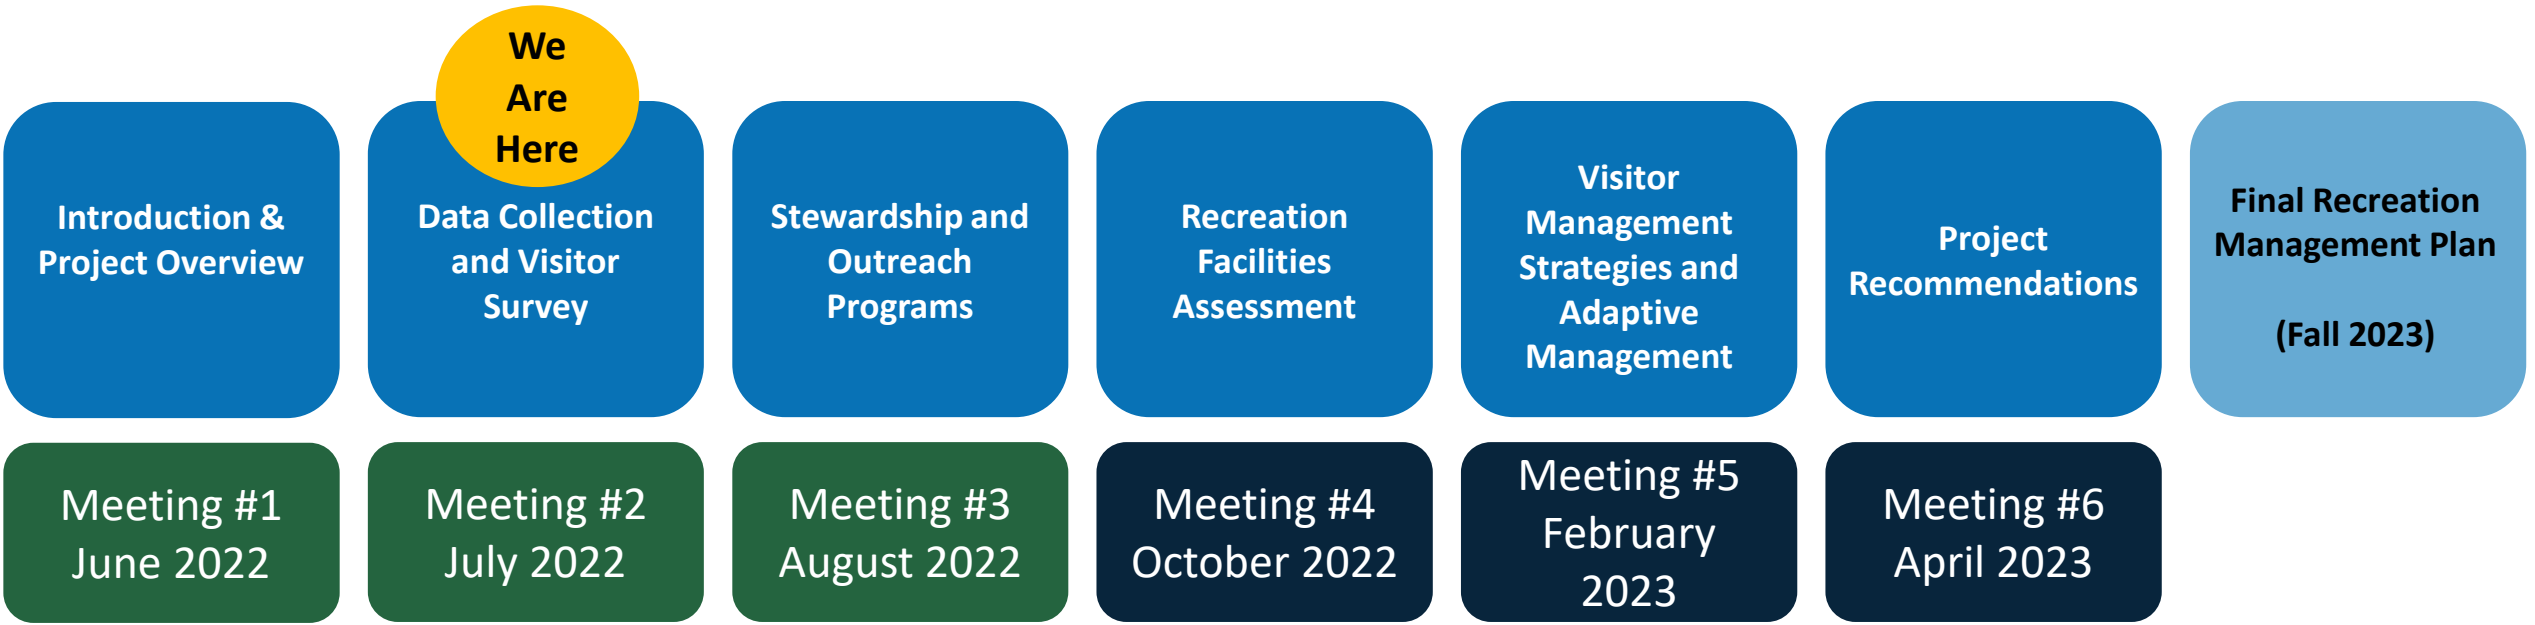 We
Are
Here
Introduction &
Project Overview
Data Collection
and Visitor
Survey
Stewardship and
Outreach
Programs
Recreation
Facilities
Assessment
Visitor
Management
Strategies and
Adaptive
Management
Project
Recommendations
Final Recreation
Management Plan
(Fall 2023)
Meeting #1
June 2022
Meeting #2
July 2022
Meeting #3
August 2022
Meeting #4
October 2022
Meeting #5
February
2023
Meeting #6
April 2023